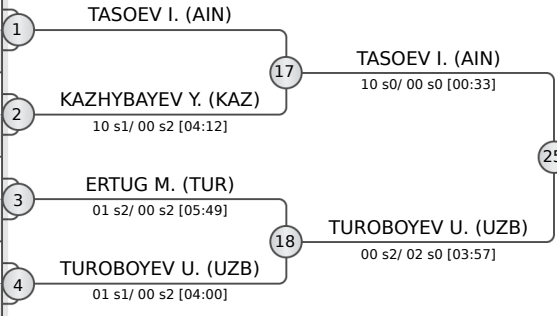 TASOEV I. (AIN)
1
TASOEV I. (AIN)
17
10 s0/ 00 s0 [00:33]
KAZHYBAYEV Y. (KAZ)
2
10 s1/ 00 s2 [04:12]
25
ERTUG M. (TUR)
3
01 s2/ 00 s2 [05:49]
TUROBOYEV U. (UZB)
18
00 s2/ 02 s0 [03:57]
TUROBOYEV U. (UZB)
4
01 s1/ 00 s2 [04:00]